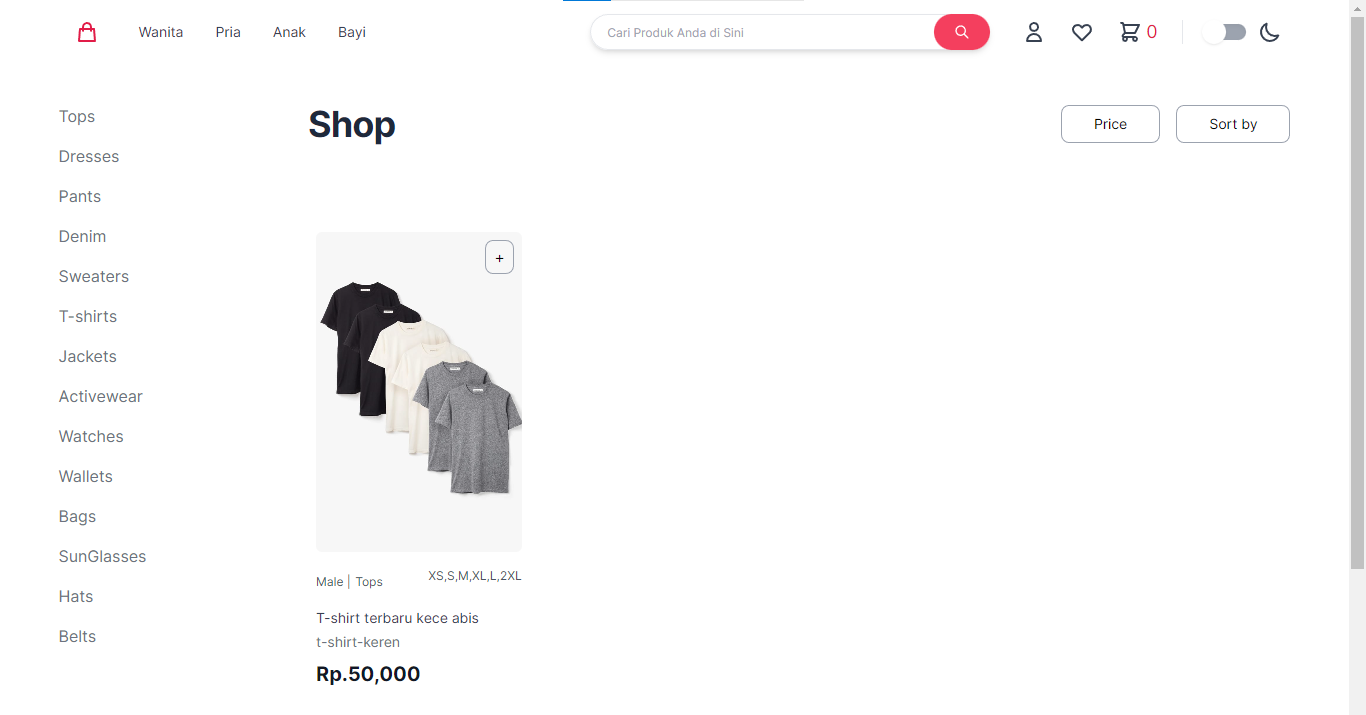 Wanita Pria Anak Bayi Cari Produk Anda di Sini 0
Shop Price Sort by
Tops
Dresses
Pants
Denim
Sweaters
T-shirts
Jackets
Activewear
Watches
Wallets
Bags
SunGlasses
Hats
Belts
+
Male | Tops XS,S,M,XL,L,2XL
T-shirt terbaru kece abis
t-shirt-keren
Rp.50,000